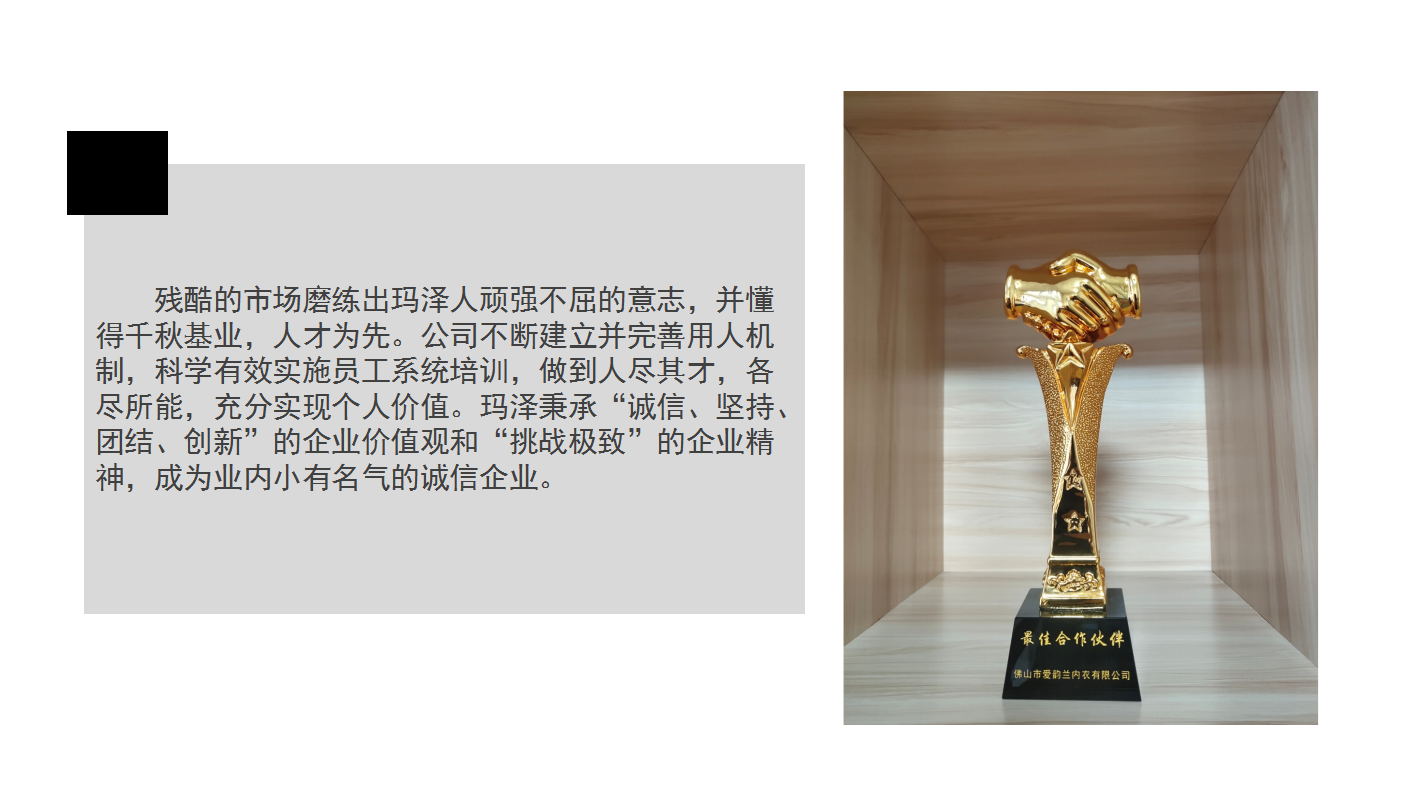 残酷的市场磨练出玛泽人顽强不屈的意志，并懂
得千秋基业，人才为先。公司不断建立并完善用人机
制，科学有效实施员工系统培训，做到人尽其才，各
尽所能，充分实现个人价值。玛泽秉承“诚信、坚持、
团结、创新”的企业价值观和“挑战极致”的企业精
神，成为业内小有名气的诚信企业。
最佳合作伙伴
佛山市爱韵兰内衣有限公司